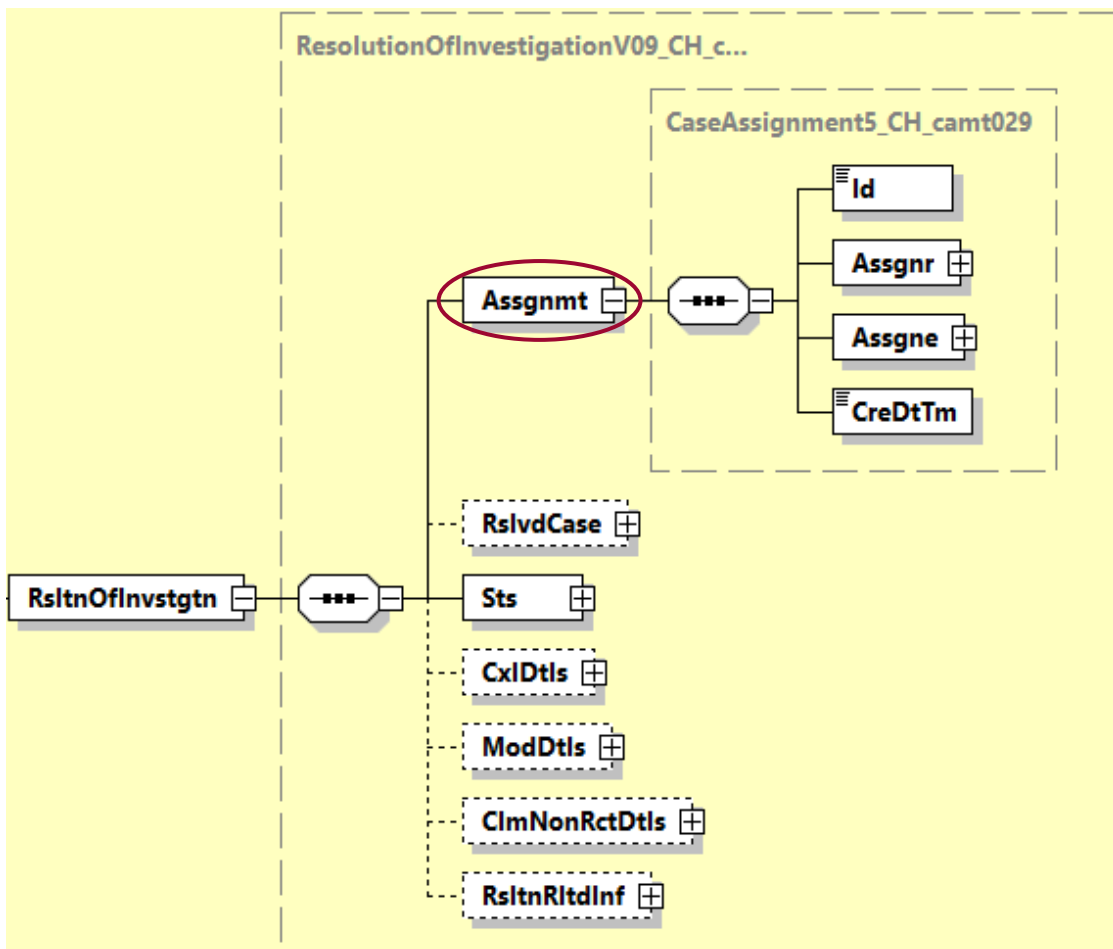 ResolutionOfInvestigationV09_CH_c...
CaseAssignment5_CH_camt029
Id
Assgnr
Assgnmt
Assgne
CreDtTm
RslvdCase
RsltnOfInvstgtn
Sts
CxlDtls
ModDtls
ClmNonRctDtls
RsltnRltdInf